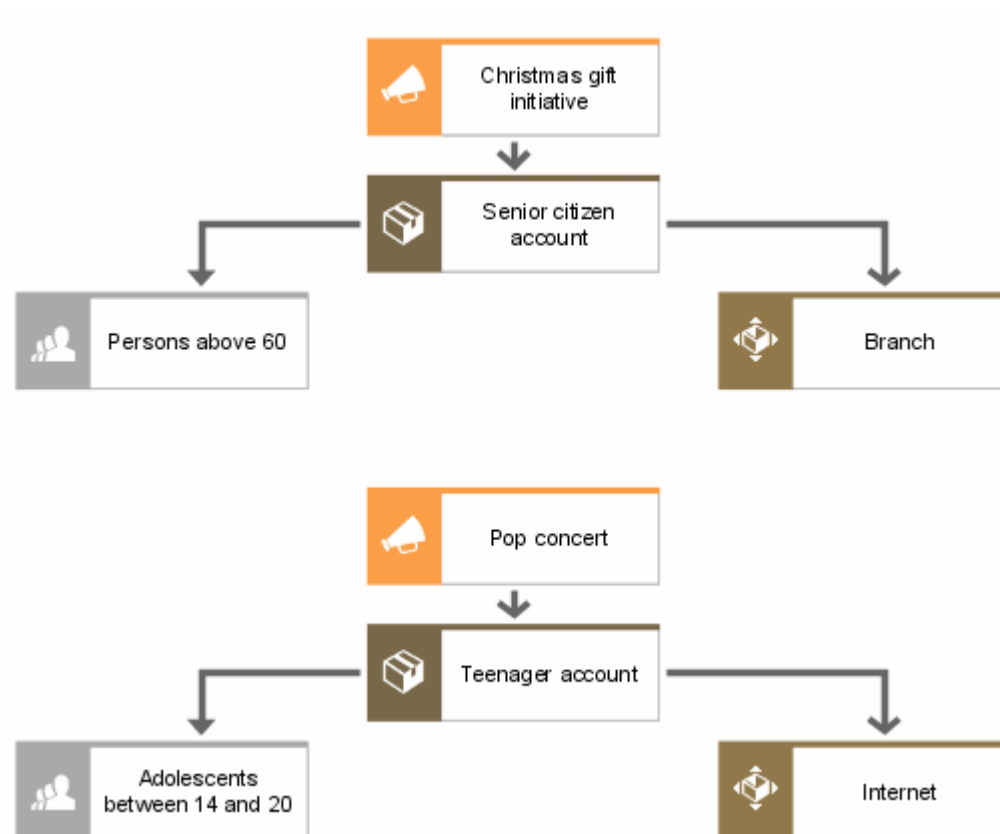 Christmas gift
initiative
Senior citizen
account
Persons above 60
Branch
Pop concert
Teenager account
Adolescents
between 14 and 20
Internet